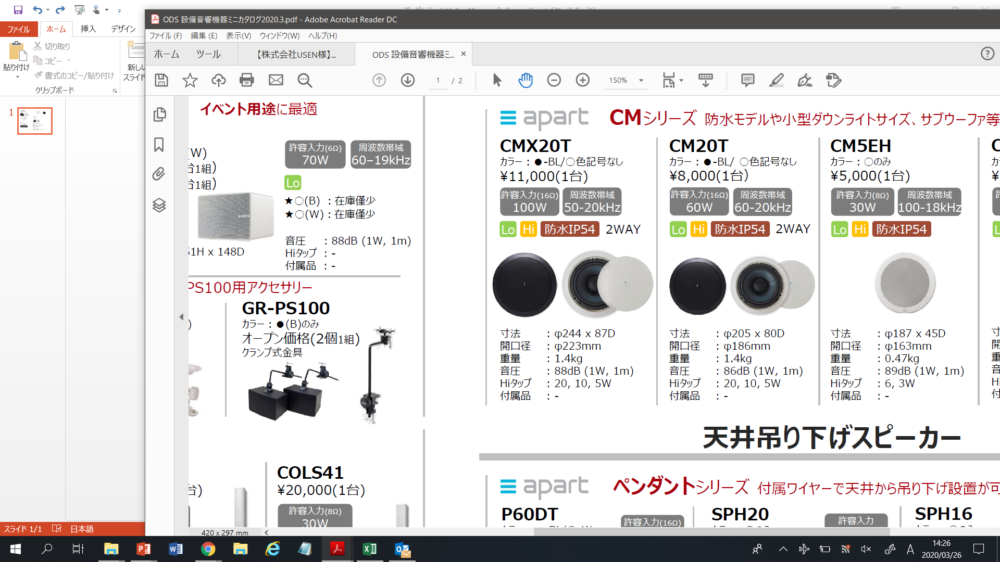 ODS 設備音響機器ミニカタログ2020.3.pdf - Adobe Acrobat Reader DC
ファイル ホーム 挿入 デザイン
切り取り
コピー
書式のコピー/貼り付け
貼り付け
新しい
スライド
クリップボード
1
ファイル (F) 編集 (E) 表示(V) ウィンドウ(W) ヘルプ(H)
ホーム ツール 【株式会社USEN様】... ODS 設備音響機器ミ... ×
1 / 2 150%
イベント用途に最適
(W)
台1組)
台1組)
許容入力(6Ω)
70W
周波数帯域
60–19kHz
Lo
★○(B) : 在庫僅少
★○(W) : 在庫僅少
音圧 : 88dB (1W, 1m)
Hiタップ : -
付属品 : -
51H x 148D
PS100用アクセサリー
GR-PS100
カラー : ●(B)のみ
オープン価格(2個1組)
クランプ式金具
COLS41
¥20,000(1台)
許容入力(8Ω)
30W
台)
420 x 297 mm
apart CMシリーズ 防水モデルや小型ダウンライトサイズ、サブウーファ等
CMX20T
カラー : ●-BL/○色記号なし
¥11,000(1台)
許容入力(16Ω)
100W
周波数帯域
50-20kHz
Lo Hi 防水IP54 2WAY
寸法 : φ244 x 87D
開口径 : φ223mm
重量 : 1.4kg
音圧 : 88dB (1W, 1m)
Hiタップ : 20, 10, 5W
付属品 : -
CM20T
カラー : ●-BL/ ○色記号なし
¥8,000(1台)
許容入力(16Ω)
60W
周波数帯域
60-20kHz
Lo Hi 防水IP54 2WAY
寸法 : φ205 x 80D
開口径 : φ186mm
重量 : 1.4kg
音圧 : 86dB (1W, 1m)
Hiタップ : 20, 10, 5W
付属品 : -
CM5EH
カラー : ○のみ
¥5,000(1台)
許容入力(8Ω)
30W
周波数帯域
100-18kHz
Lo Hi 防水IP54
寸法 : φ187 x 45D
開口径 : φ163mm
重量 : 0.47kg
音圧 : 89dB (1W, 1m)
Hiタップ : 6, 3W
付属品 : -
天井吊り下げスピーカー
apart ペンダントシリーズ 付属ワイヤーで天井から吊り下げ設置が可
P60DT
許容入力(16Ω)
SPH20
許容入力
SPH16
スライド 1/1 日本語
A
14:26
2020/03/26